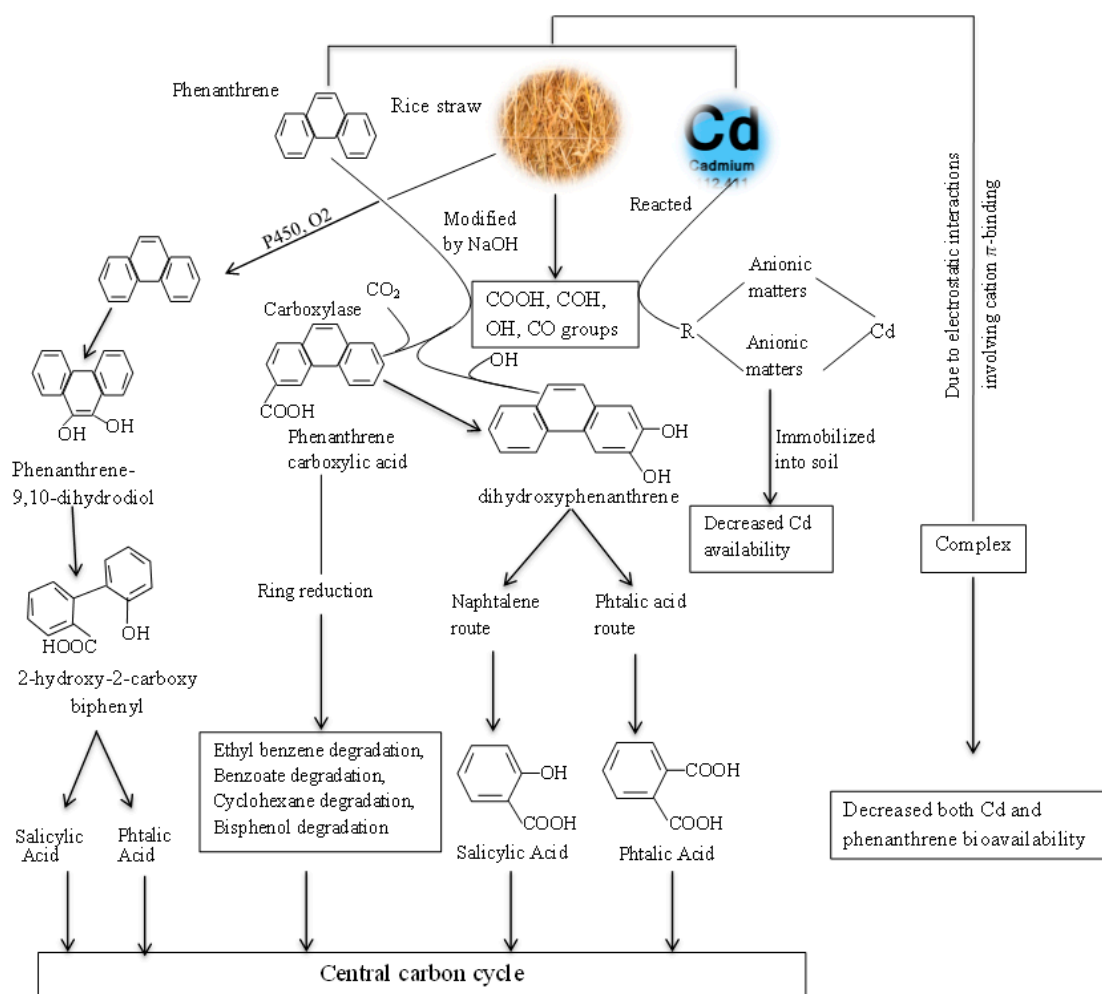 Phenanthrene
Rice straw
Cd
Cadmium
112.411
Reacted
Modified
by NaOH
P450, O2
Due to electrostatic interactions
involving cation π-binding
COOH, COH,
OH, CO groups
CO2
Carboxylase
COOH
Phenanthrene
carboxylic acid
OH
OH
OH
dihydroxyphenanthrene
R
Anionic
matters
Anionic
matters
Cd
Immobilized
into soil
Decreased Cd
availability
Complex
OH OH
Phenanthrene-
9,10-dihydrodiol
OH
HOOC
2-hydroxy-2-carboxy
biphenyl
Ring reduction
Naphtalene
route
Phtalic acid
route
Ethyl benzene degradation,
Benzoate degradation,
Cyclohexane degradation,
Bisphenol degradation
OH
COOH
Salicylic Acid
COOH
COOH
Phtalic Acid
Decreased both Cd and
phenanthrene bioavailability
Salicylic
Acid
Phtalic
Acid
Central carbon cycle